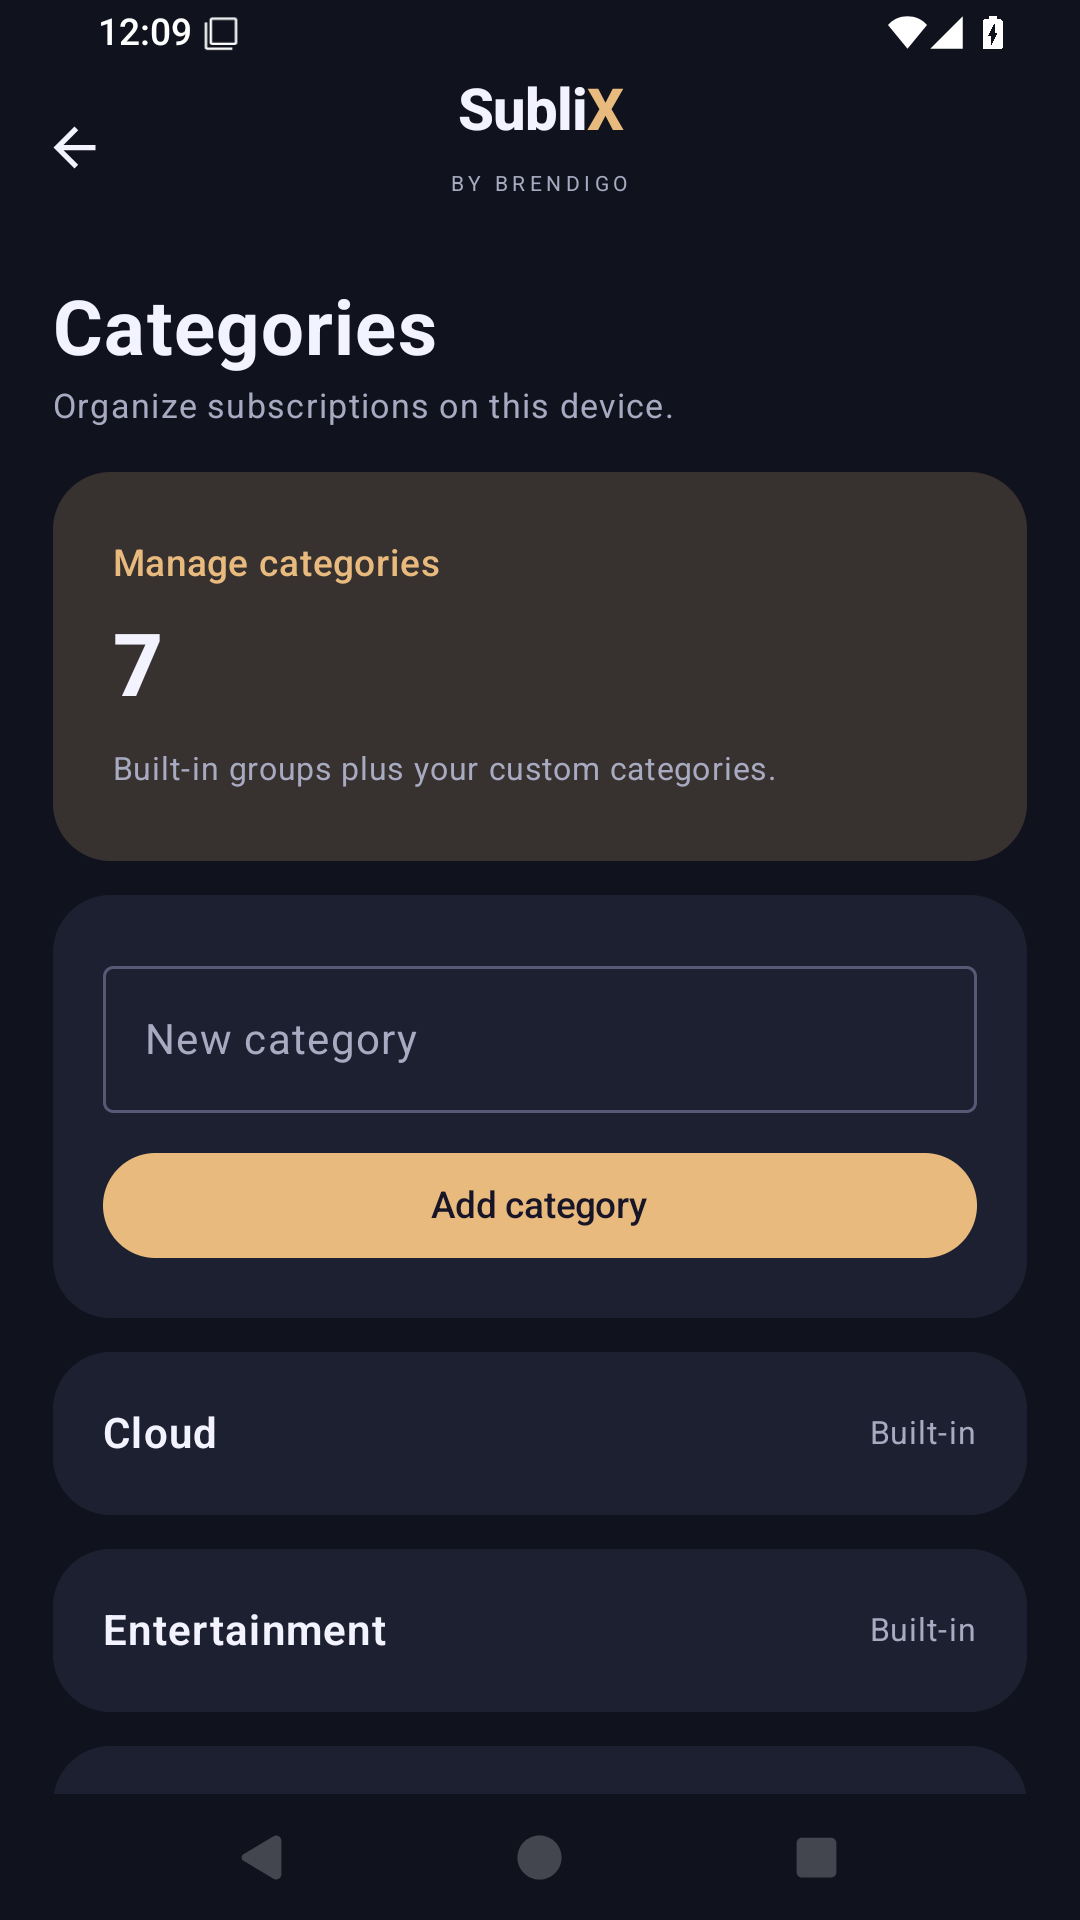 12:09
SubliX
BY BRENDIGO
Categories
Organize subscriptions on this device.
Manage categories
7
Built-in groups plus your custom categories.
New category
Add category
Cloud Built-in
Entertainment Built-in